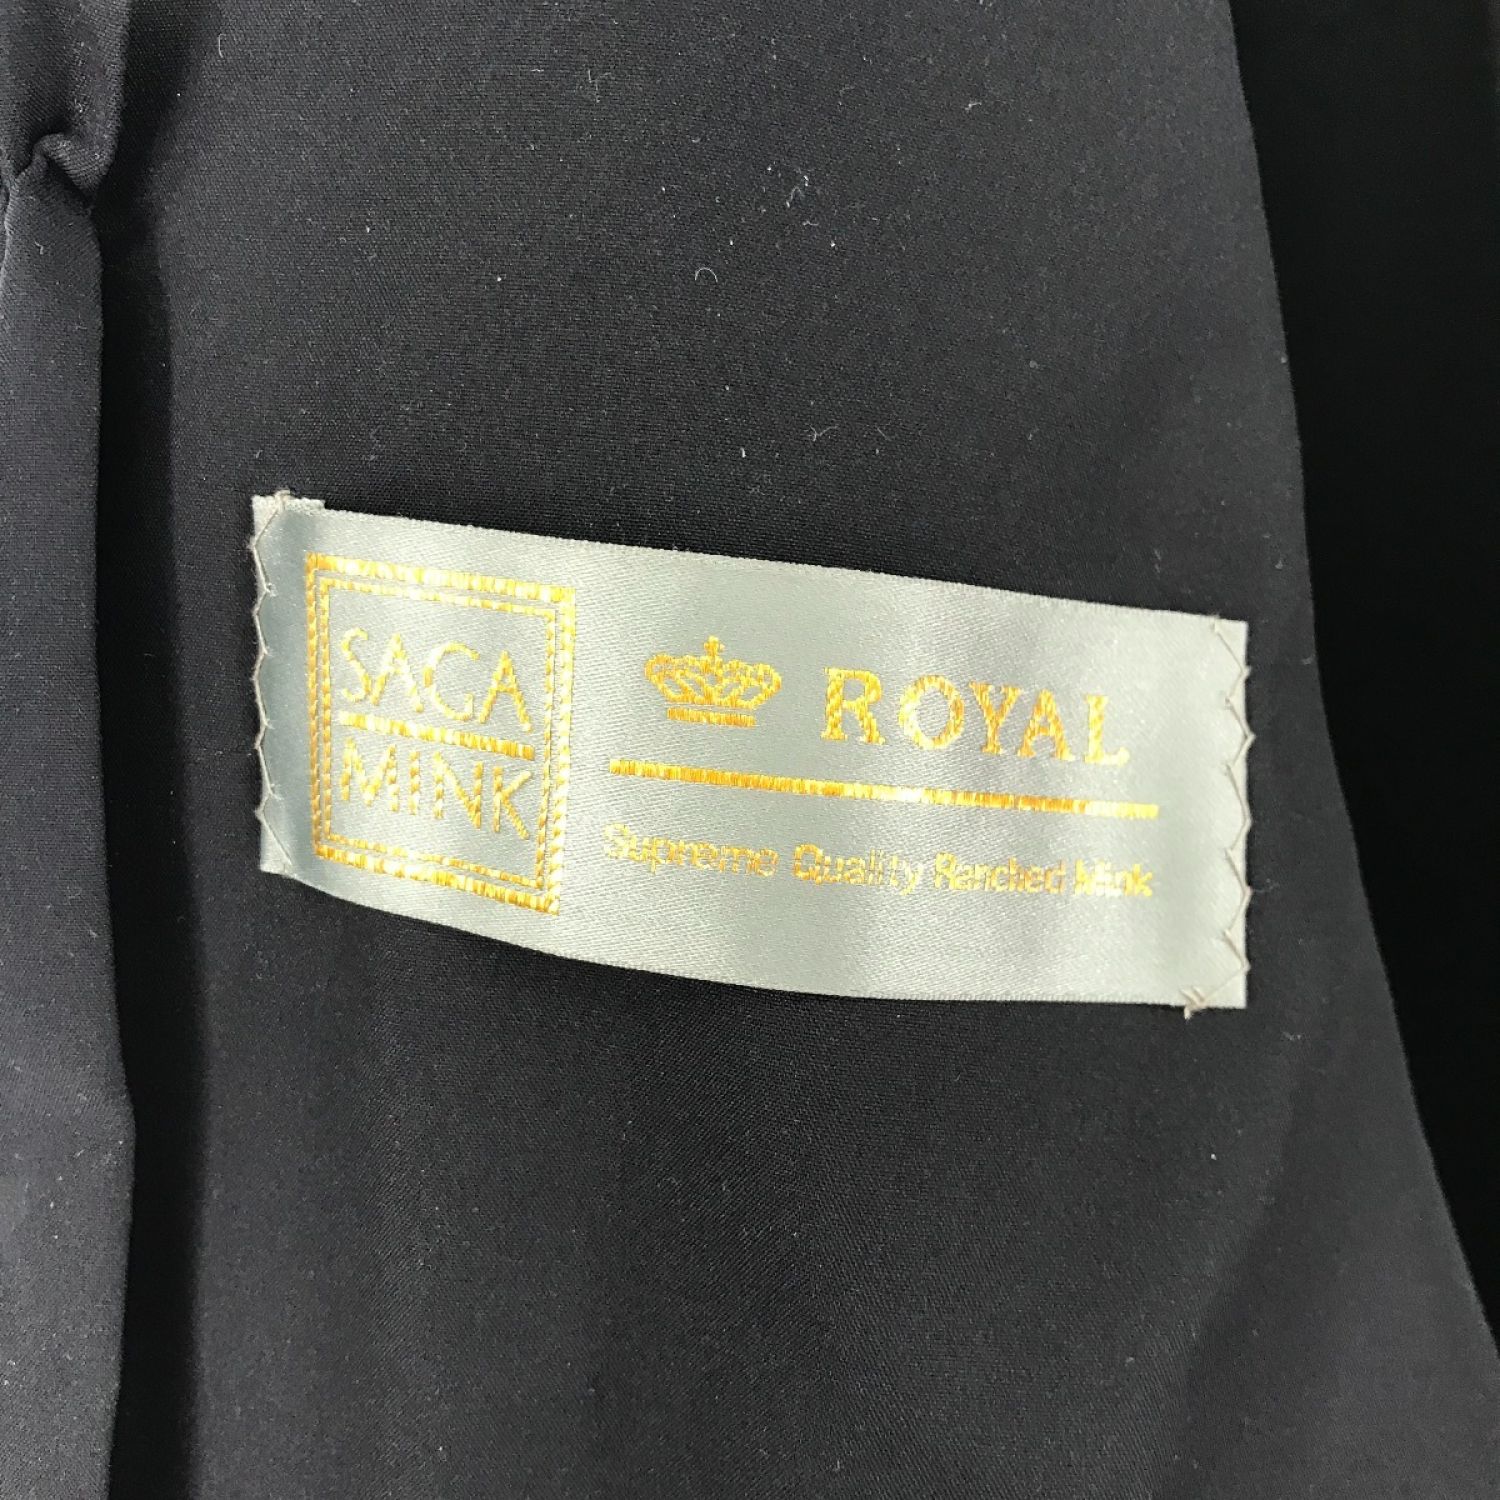 SAGA
MINK
ROYAL
Supreme Quality Ranched Mink